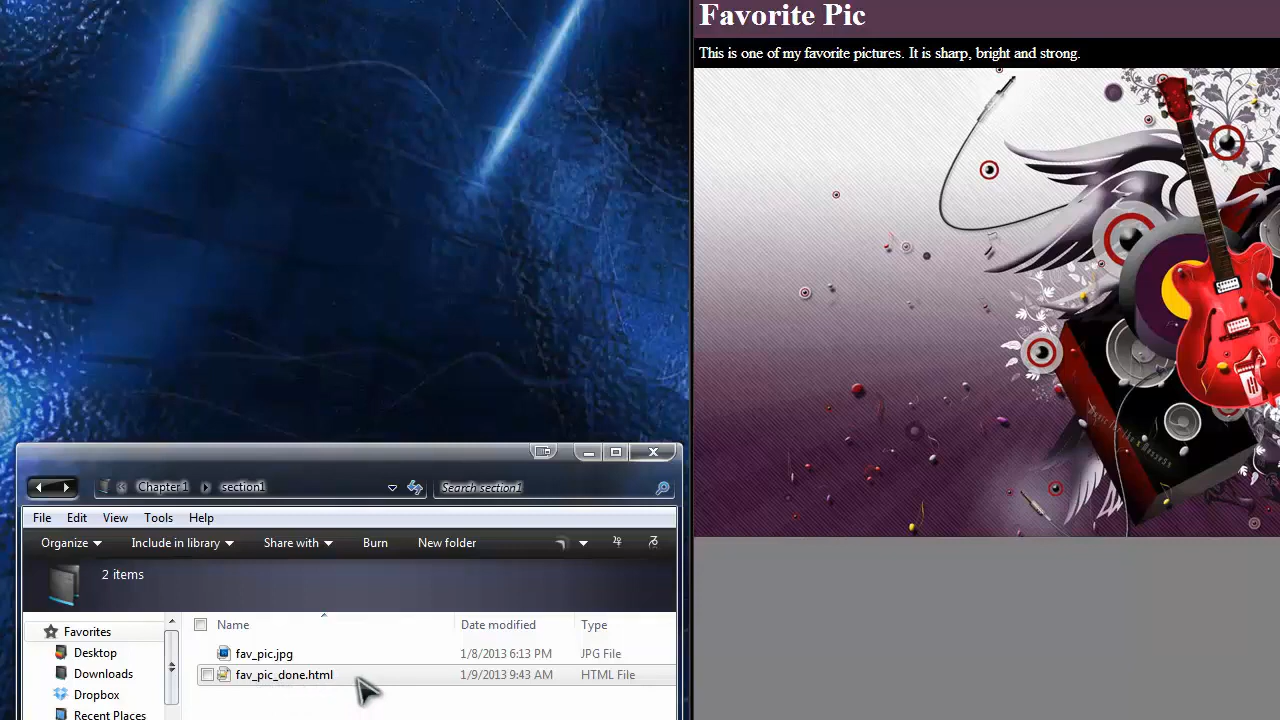 Favorite Pic
This is one of my favorite pictures. It is sharp, bright and strong.
Chapter1 section1 Search section1
File Edit View Tools Help
Organize Include in library Share with Burn New folder
2 items
Name Date modified Type
Favorites
Desktop
Downloads
Dropbox
Recent Places
fav_pic.jpg 1/8/2013 6:13 PM JPG File
fav_pic_done.html 1/9/2013 9:43 AM HTML File